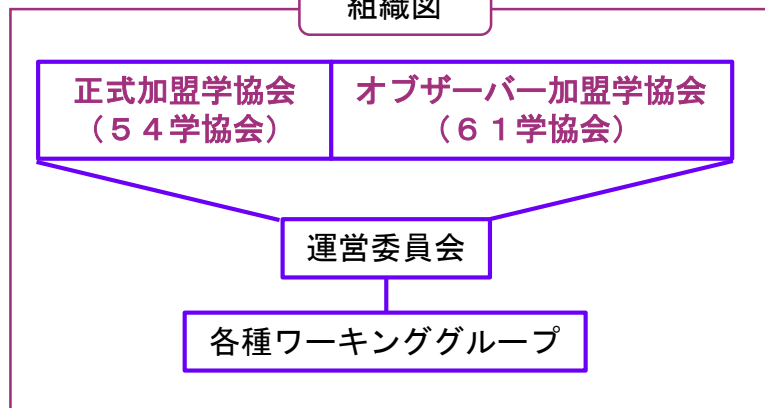 組織図
正式加盟学協会
(５４学協会)
オブザーバー加盟学協会
(６１学協会)
運営委員会
各種ワーキンググループ